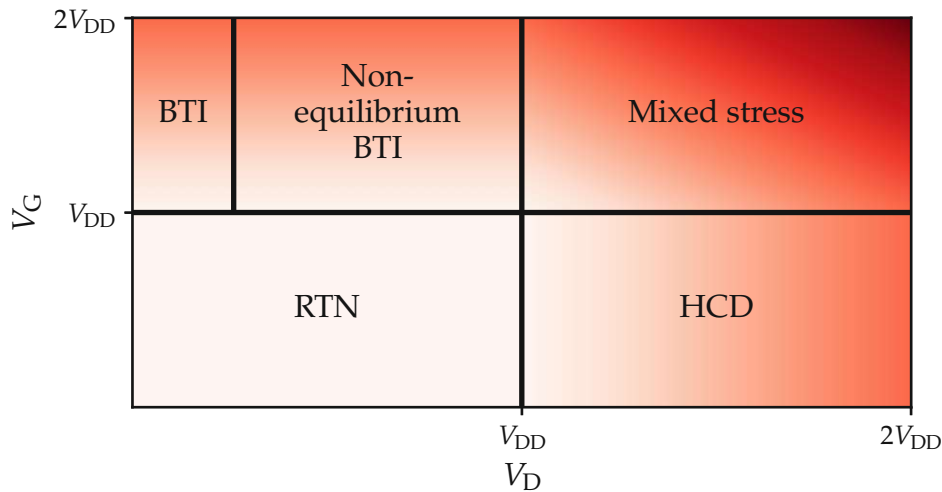 2V_DD
Non-
BTI
equilibrium
BTI
Mixed stress
V_G
V_DD
RTN
HCD
V_DD
2V_DD
V_D